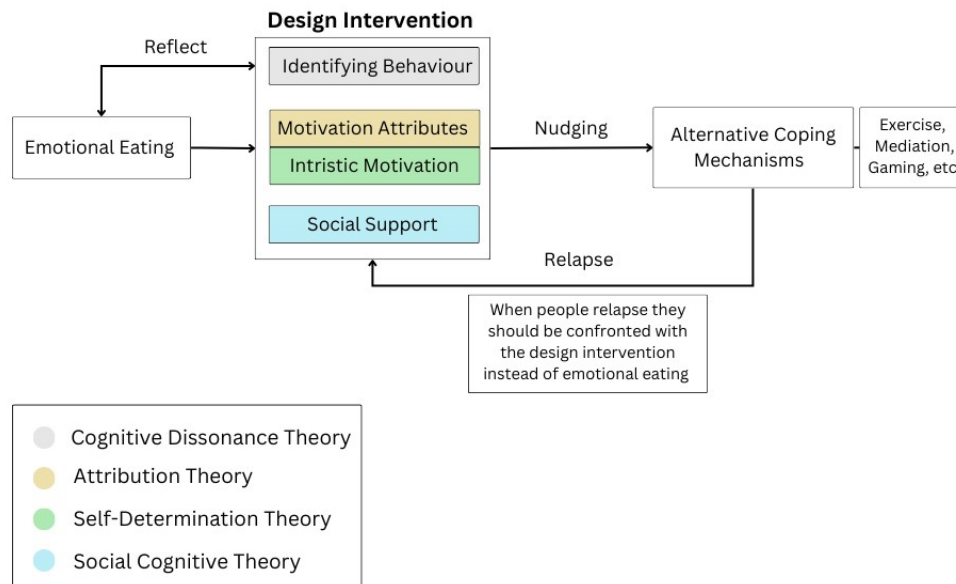 Design Intervention
Reflect
Identifying Behaviour
Emotional Eating
Motivation Attributes
Intristic Motivation
Social Support
Nudging
Alternative Coping
Mechanisms
Exercise,
Mediation,
Gaming, etc
Relapse
When people relapse they
should be confronted with
the design intervention
instead of emotional eating
Cognitive Dissonance Theory
Attribution Theory
Self-Determination Theory
Social Cognitive Theory